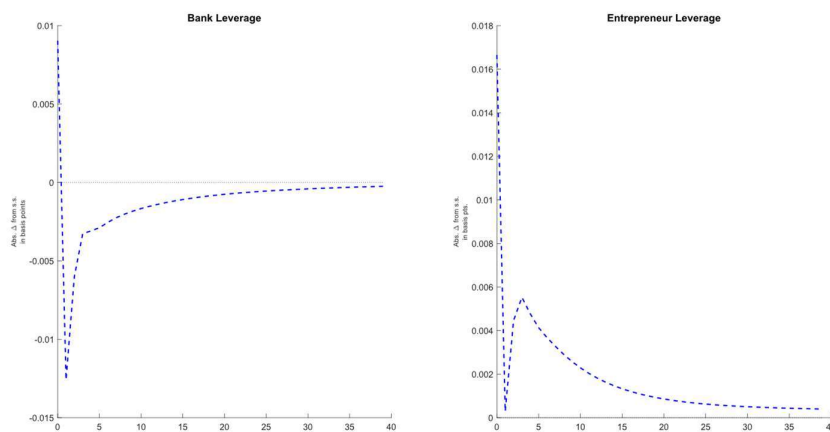 Bank Leverage
0.01
0.005
0
-0.005
-0.01
-0.015
Abs. Δ from s.s.
in basis points
0 5 10 15 20 25 30 35 40
Entrepreneur Leverage
0.018
0.016
0.014
0.012
0.01
0.008
0.006
0.004
0.002
0
Abs. Δ from s.s.
in basis pts.
0 5 10 15 20 25 30 35 40